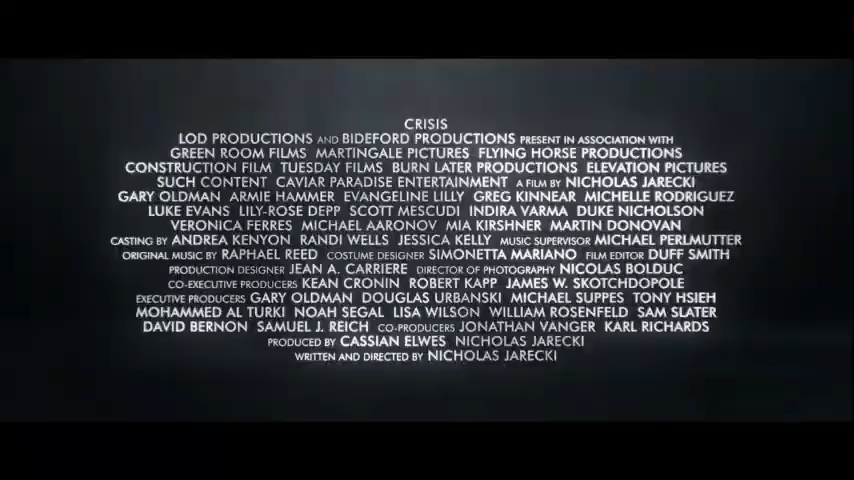 CRISIS
LOD PRODUCTIONS AND BIDEFORD PRODUCTIONS PRESENT IN ASSOCIATION WITH
GREEN ROOM FILMS MARTINGALE PICTURES FLYING HORSE PRODUCTIONS
CONSTRUCTION FILM TUESDAY FILMS BURN LATER PRODUCTIONS ELEVATION PICTURES
SUCH CONTENT CAVIAR PARADISE ENTERTAINMENT A FILM BY NICHOLAS JARECKI
GARY OLDMAN ARMIE HAMMER EVANGELINE LILLY GREG KINNEAR MICHELLE RODRIGUEZ
LUKE EVANS LILY-ROSE DEPP SCOTT MESCUDI INDIRA VARMA DUKE NICHOLSON
VERONICA FERRES MICHAEL AARONOV MIA KIRSHNER MARTIN DONOVAN
CASTING BY ANDREA KENYON RANDI WELLS JESSICA KELLY MUSIC SUPERVISOR MICHAEL PERLMUTTER
ORIGINAL MUSIC BY RAPHAEL REED COSTUME DESIGNER SIMONETTA MARIANO FILM EDITOR DUFF SMITH
PRODUCTION DESIGNER JEAN A. CARRIERE DIRECTOR OF PHOTOGRAPHY NICOLAS BOLDUC
CO-EXECUTIVE PRODUCERS KEAN CRONIN ROBERT KAPP JAMES W. SKOTCHDOPOLE
EXECUTIVE PRODUCERS GARY OLDMAN DOUGLAS URBANSKI MICHAEL SUPPES TONY HSIEH
MOHAMMED AL TURKI NOAH SEGAL LISA WILSON WILLIAM ROSENFELD SAM SLATER
DAVID BERNON SAMUEL J. REICH CO-PRODUCERS JONATHAN VANGER KARL RICHARDS
PRODUCED BY CASSIAN ELWES NICHOLAS JARECKI
WRITTEN AND DIRECTED BY NICHOLAS JARECKI